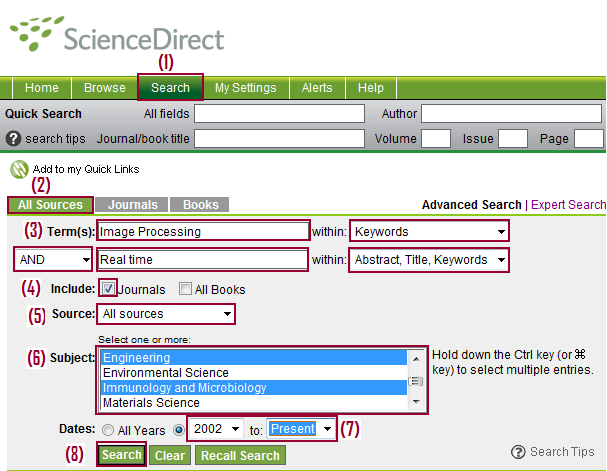 ScienceDirect
(1)
Home Browse Search My Settings Alerts Help
Quick Search All fields Author
? search tips Journal/book title Volume Issue Page
Add to my Quick Links
(2)
All Sources Journals Books Advanced Search | Expert Search
(3) Term(s): Image Processing within: Keywords
AND Real time within: Abstract, Title, Keywords
(4) Include: Journals All Books
(5) Source: All sources
Select one or more:
(6) Subject: Engineering
Environmental Science
Immunology and Microbiology
Materials Science
Hold down the Ctrl key (or ⌘
key) to select multiple entries.
Dates: All Years 2002 to: Present (7)
(8) Search Clear Recall Search ? Search Tips